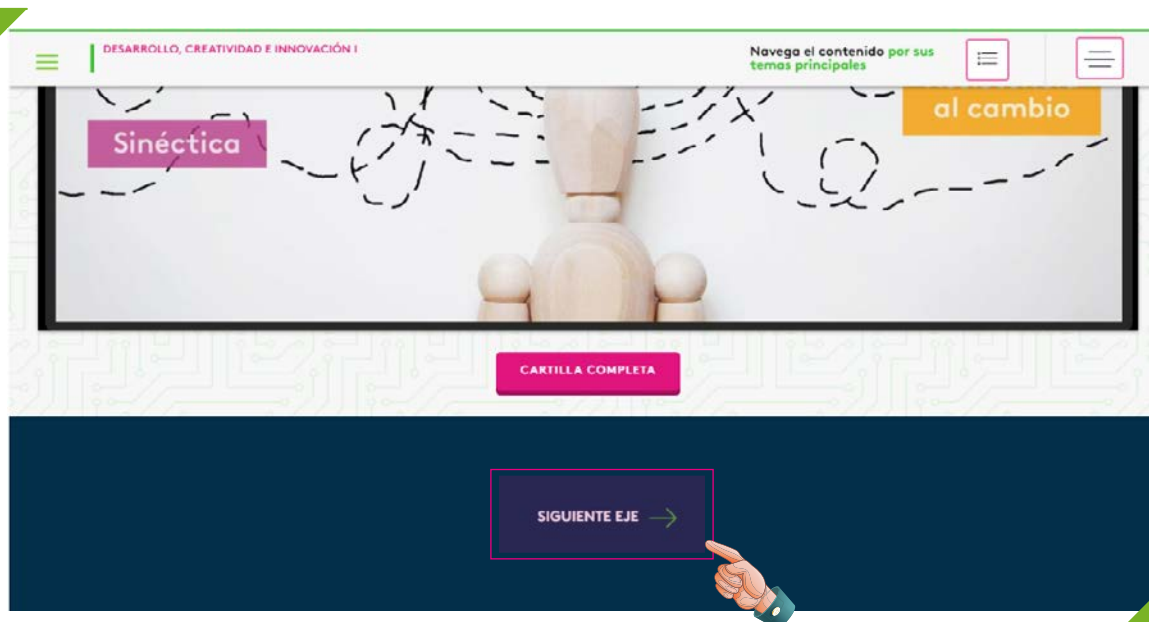 DESARROLLO, CREATIVIDAD E INNOVACIÓN I
Navega el contenido por sus
temas principales
al cambio
Sinéctica
CARTILLA COMPLETA
SIGUIENTE EJE